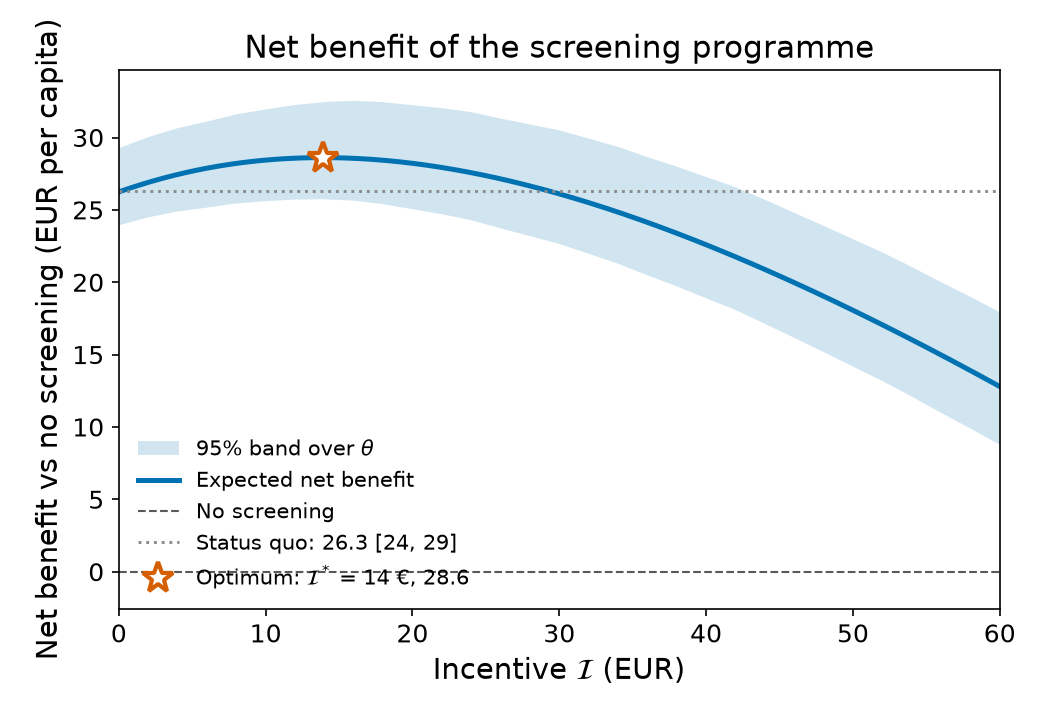 Net benefit of the screening programme
Net benefit vs no screening (EUR per capita)
30
25
20
15
10
5
0
95% band over θ
Expected net benefit
No screening
Status quo: 26.3 [24, 29]
Optimum: 𝓘* = 14 €, 28.6
0 10 20 30 40 50 60
Incentive 𝓘 (EUR)